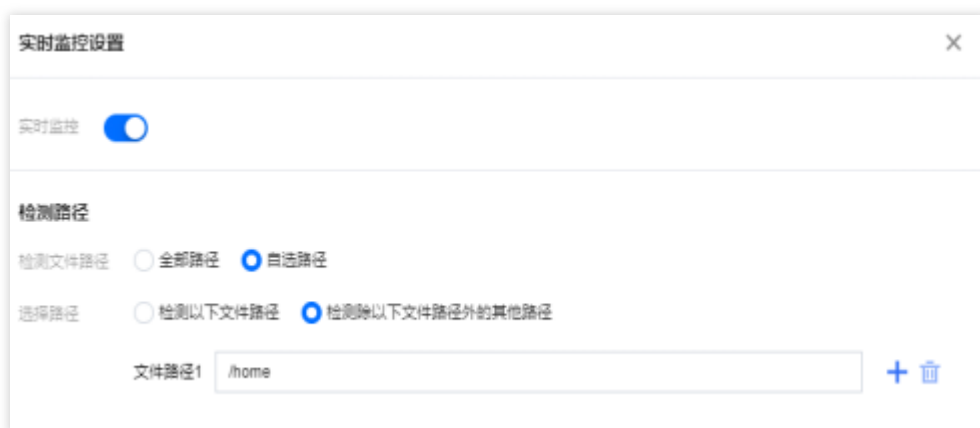 实时监控设置
实时监控
检测路径
检测文件路径 全部路径 自选路径
选择路径 检测以下文件路径 检测除以下文件路径外的其他路径
文件路径1 /home